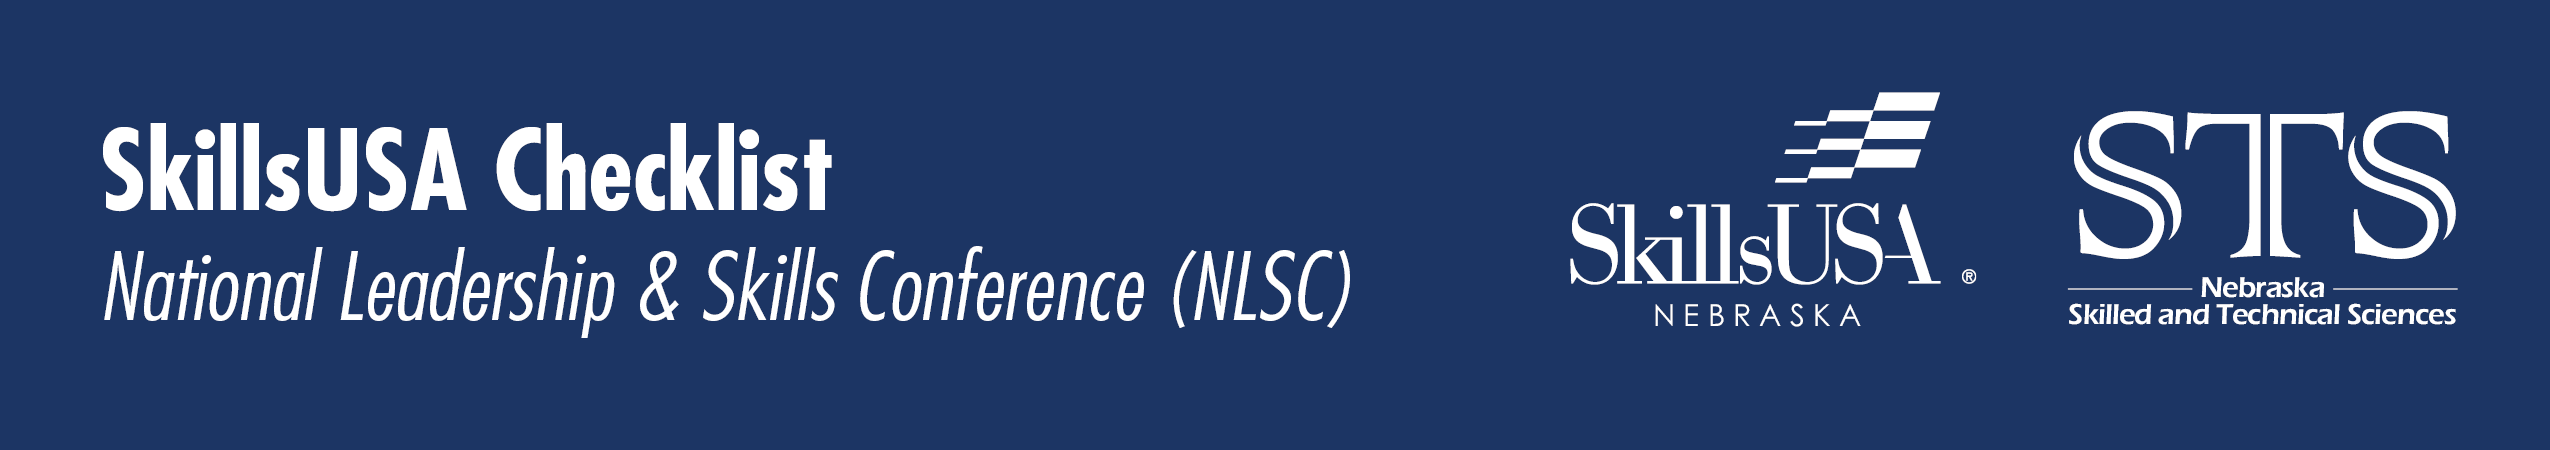 SkillsUSA Checklist
National Leadership & Skills Conference (NLSC)
SkillsUSA ®
NEBRASKA
STS
Nebraska
Skilled and Technical Sciences